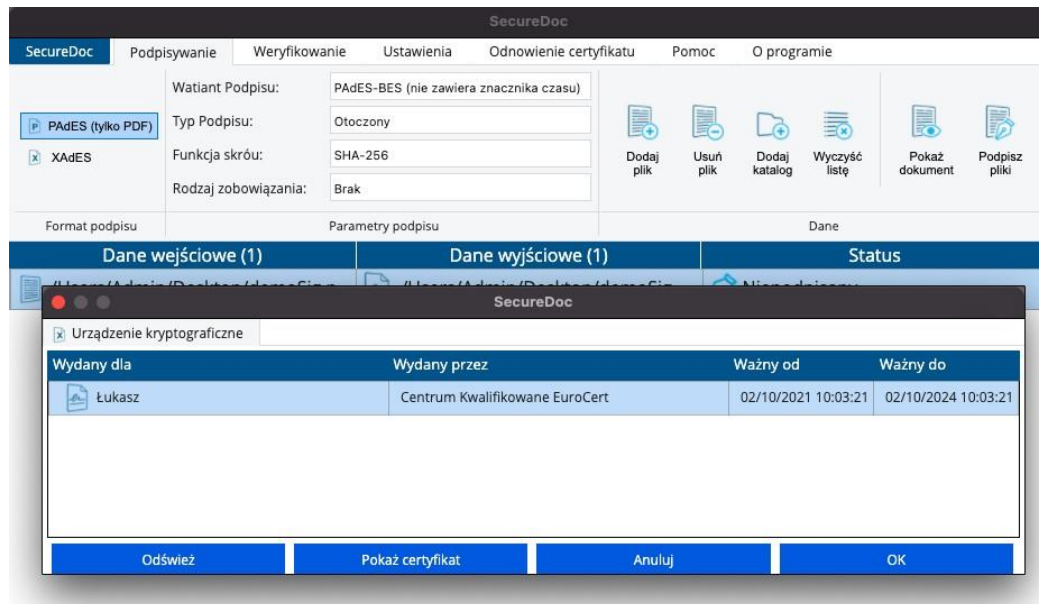 SecureDoc
SecureDoc Podpisywanie Weryfikowanie Ustawienia Odnowienie certyfikatu Pomoc O programie
PAdES (tylko PDF)
XAdES
Format podpisu
Watiant Podpisu: PAdES-BES (nie zawiera znacznika czasu)
Typ Podpisu: Otoczony
Funkcja skróu: SHA-256
Rodzaj zobowiązania: Brak
Parametry podpisu
Dodaj plik
Usuń plik
Dodaj katalog
Wyczyść listę
Pokaż dokument
Podpisz pliki
Dane
Dane wejściowe (1) Dane wyjściowe (1) Status
SecureDoc
Urządzenie kryptograficzne
Wydany dla Wydany przez Ważny od Ważny do
Łukasz Centrum Kwalifikowane EuroCert 02/10/2021 10:03:21 02/10/2024 10:03:21
Odśwież Pokaż certyfikat Anuluj OK